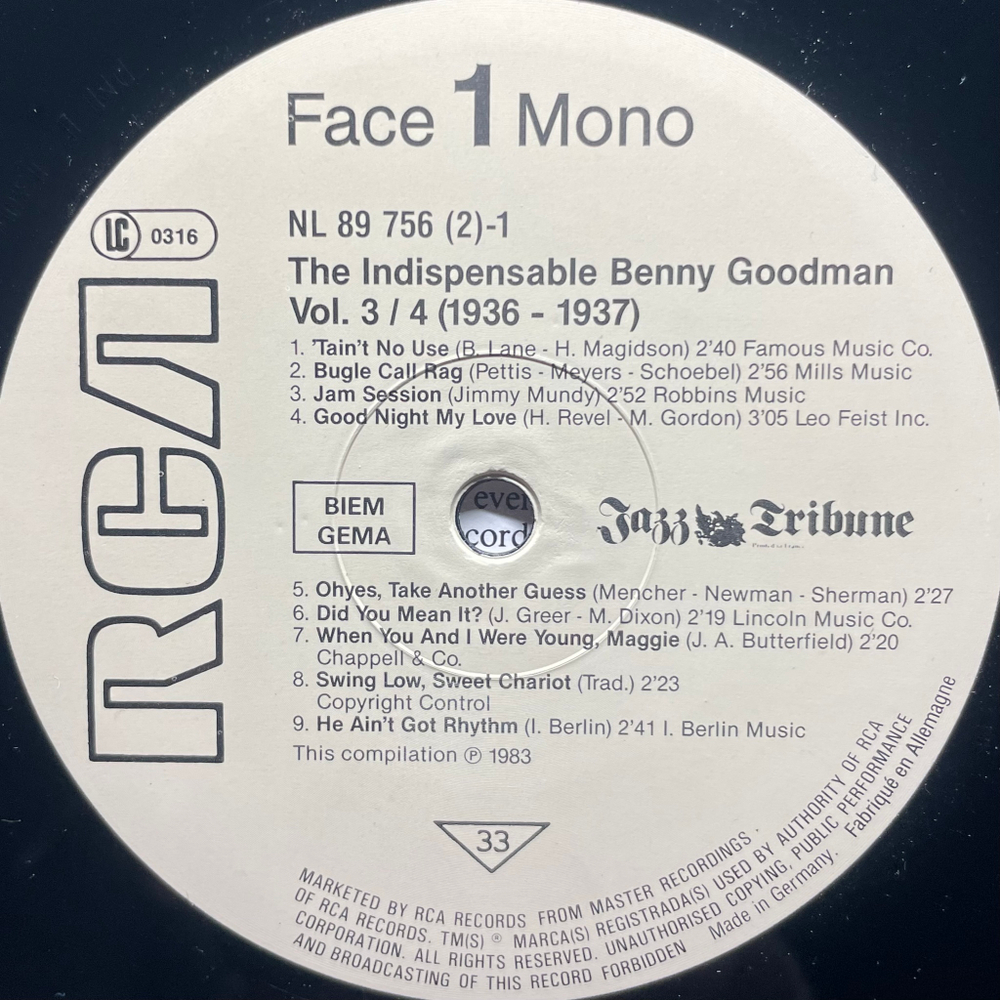 Face 1 Mono
LC 0316
RCA
NL 89 756 (2)-1
The Indispensable Benny Goodman
Vol. 3 / 4 (1936 - 1937)
1. 'Tain't No Use (B. Lane - H. Magidson) 2'40 Famous Music Co.
2. Bugle Call Rag (Pettis - Meyers - Schoebel) 2'56 Mills Music
3. Jam Session (Jimmy Mundy) 2'52 Robbins Music
4. Good Night My Love (H. Revel - M. Gordon) 3'05 Leo Feist Inc.
BIEM
GEMA
Jazz Tribune
5. Ohyes, Take Another Guess (Mencher - Newman - Sherman) 2'27
6. Did You Mean It? (J. Greer - M. Dixon) 2'19 Lincoln Music Co.
7. When You And I Were Young, Maggie (J. A. Butterfield) 2'20
Chappell & Co.
8. Swing Low, Sweet Chariot (Trad.) 2'23
Copyright Control
9. He Ain't Got Rhythm (I. Berlin) 2'41 I. Berlin Music
This compilation ℗ 1983
33
MARKETED BY RCA RECORDS FROM MASTER RECORDINGS.
OF RCA RECORDS. TM(S) ® MARCA(S) REGISTRADA(S) USED BY AUTHORITY OF RCA
CORPORATION. ALL RIGHTS RESERVED. UNAUTHORISED COPYING, PUBLIC PERFORMANCE
AND BROADCASTING OF THIS RECORD FORBIDDEN Made in Germany. Fabriqué en Allemagne